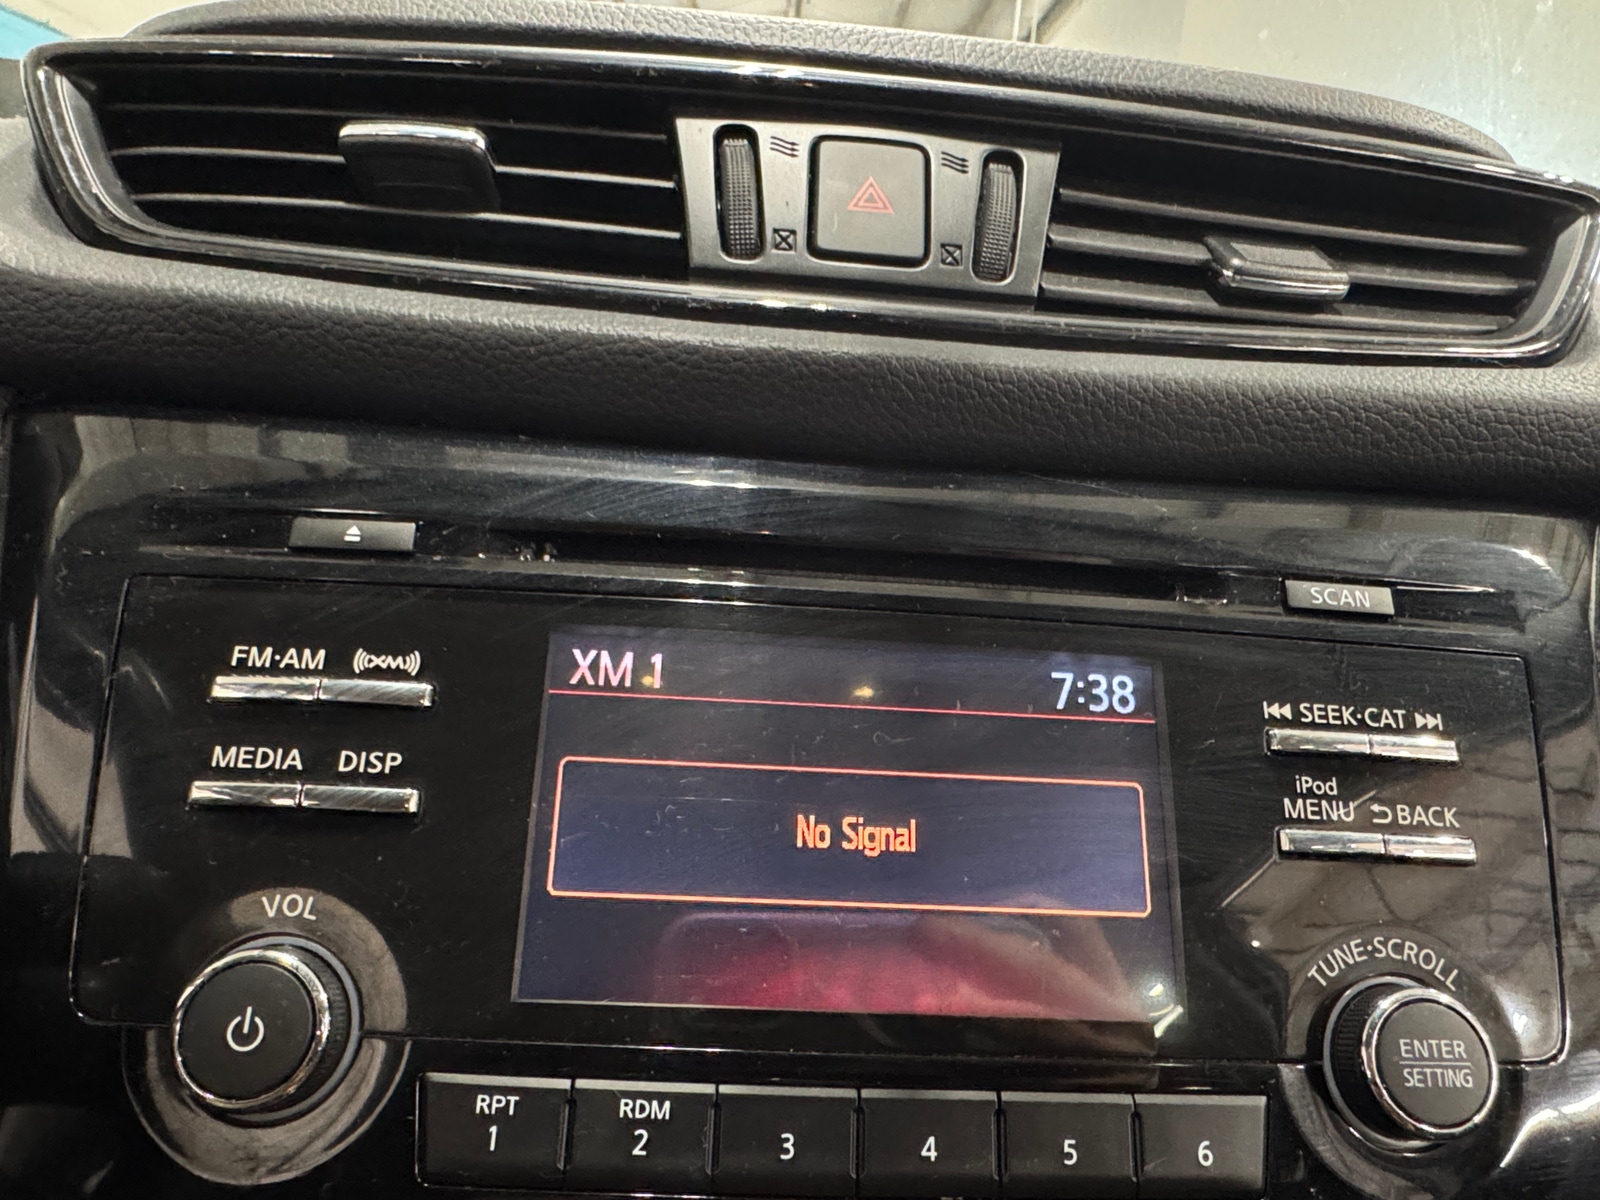 SCAN
FM·AM XM
MEDIA DISP
XM 1 7:38
No Signal
SEEK·CAT
iPod
MENU BACK
VOL
TUNE·SCROLL
ENTER
SETTING
RPT RDM
1 2 3 4 5 6